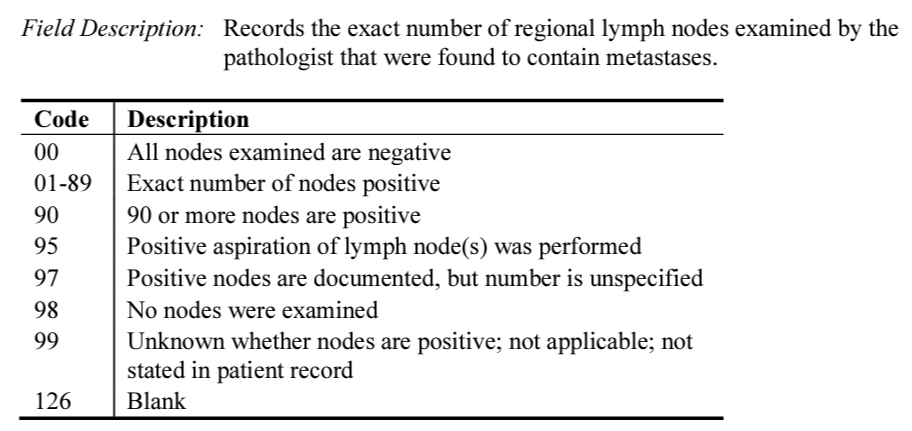 Field Description: Records the exact number of regional lymph nodes examined by the
pathologist that were found to contain metastases.
Code Description
00 All nodes examined are negative
01-89 Exact number of nodes positive
90 90 or more nodes are positive
95 Positive aspiration of lymph node(s) was performed
97 Positive nodes are documented, but number is unspecified
98 No nodes were examined
99 Unknown whether nodes are positive; not applicable; not
stated in patient record
126 Blank